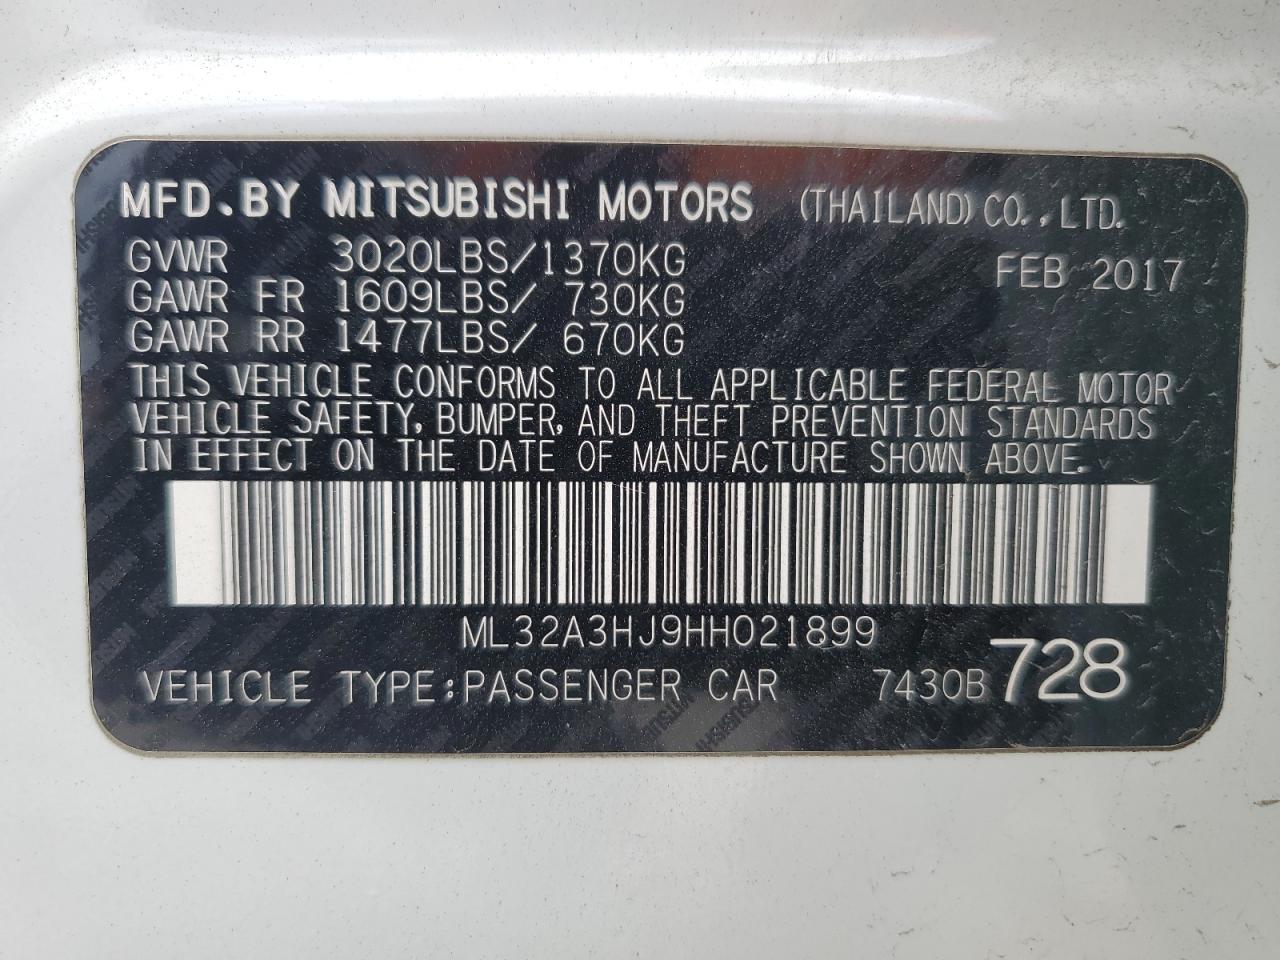 MFD.BY MITSUBISHI MOTORS (THAILAND) CO.,LTD.
GVWR 3020LBS/1370KG FEB 2017
GAWR FR 1609LBS/ 730KG
GAWR RR 1477LBS/ 670KG
THIS VEHICLE CONFORMS TO ALL APPLICABLE FEDERAL MOTOR
VEHICLE SAFETY, BUMPER, AND THEFT PREVENTION STANDARDS
IN EFFECT ON THE DATE OF MANUFACTURE SHOWN ABOVE.
ML32A3HJ9HH021899
VEHICLE TYPE:PASSENGER CAR 7430B 728